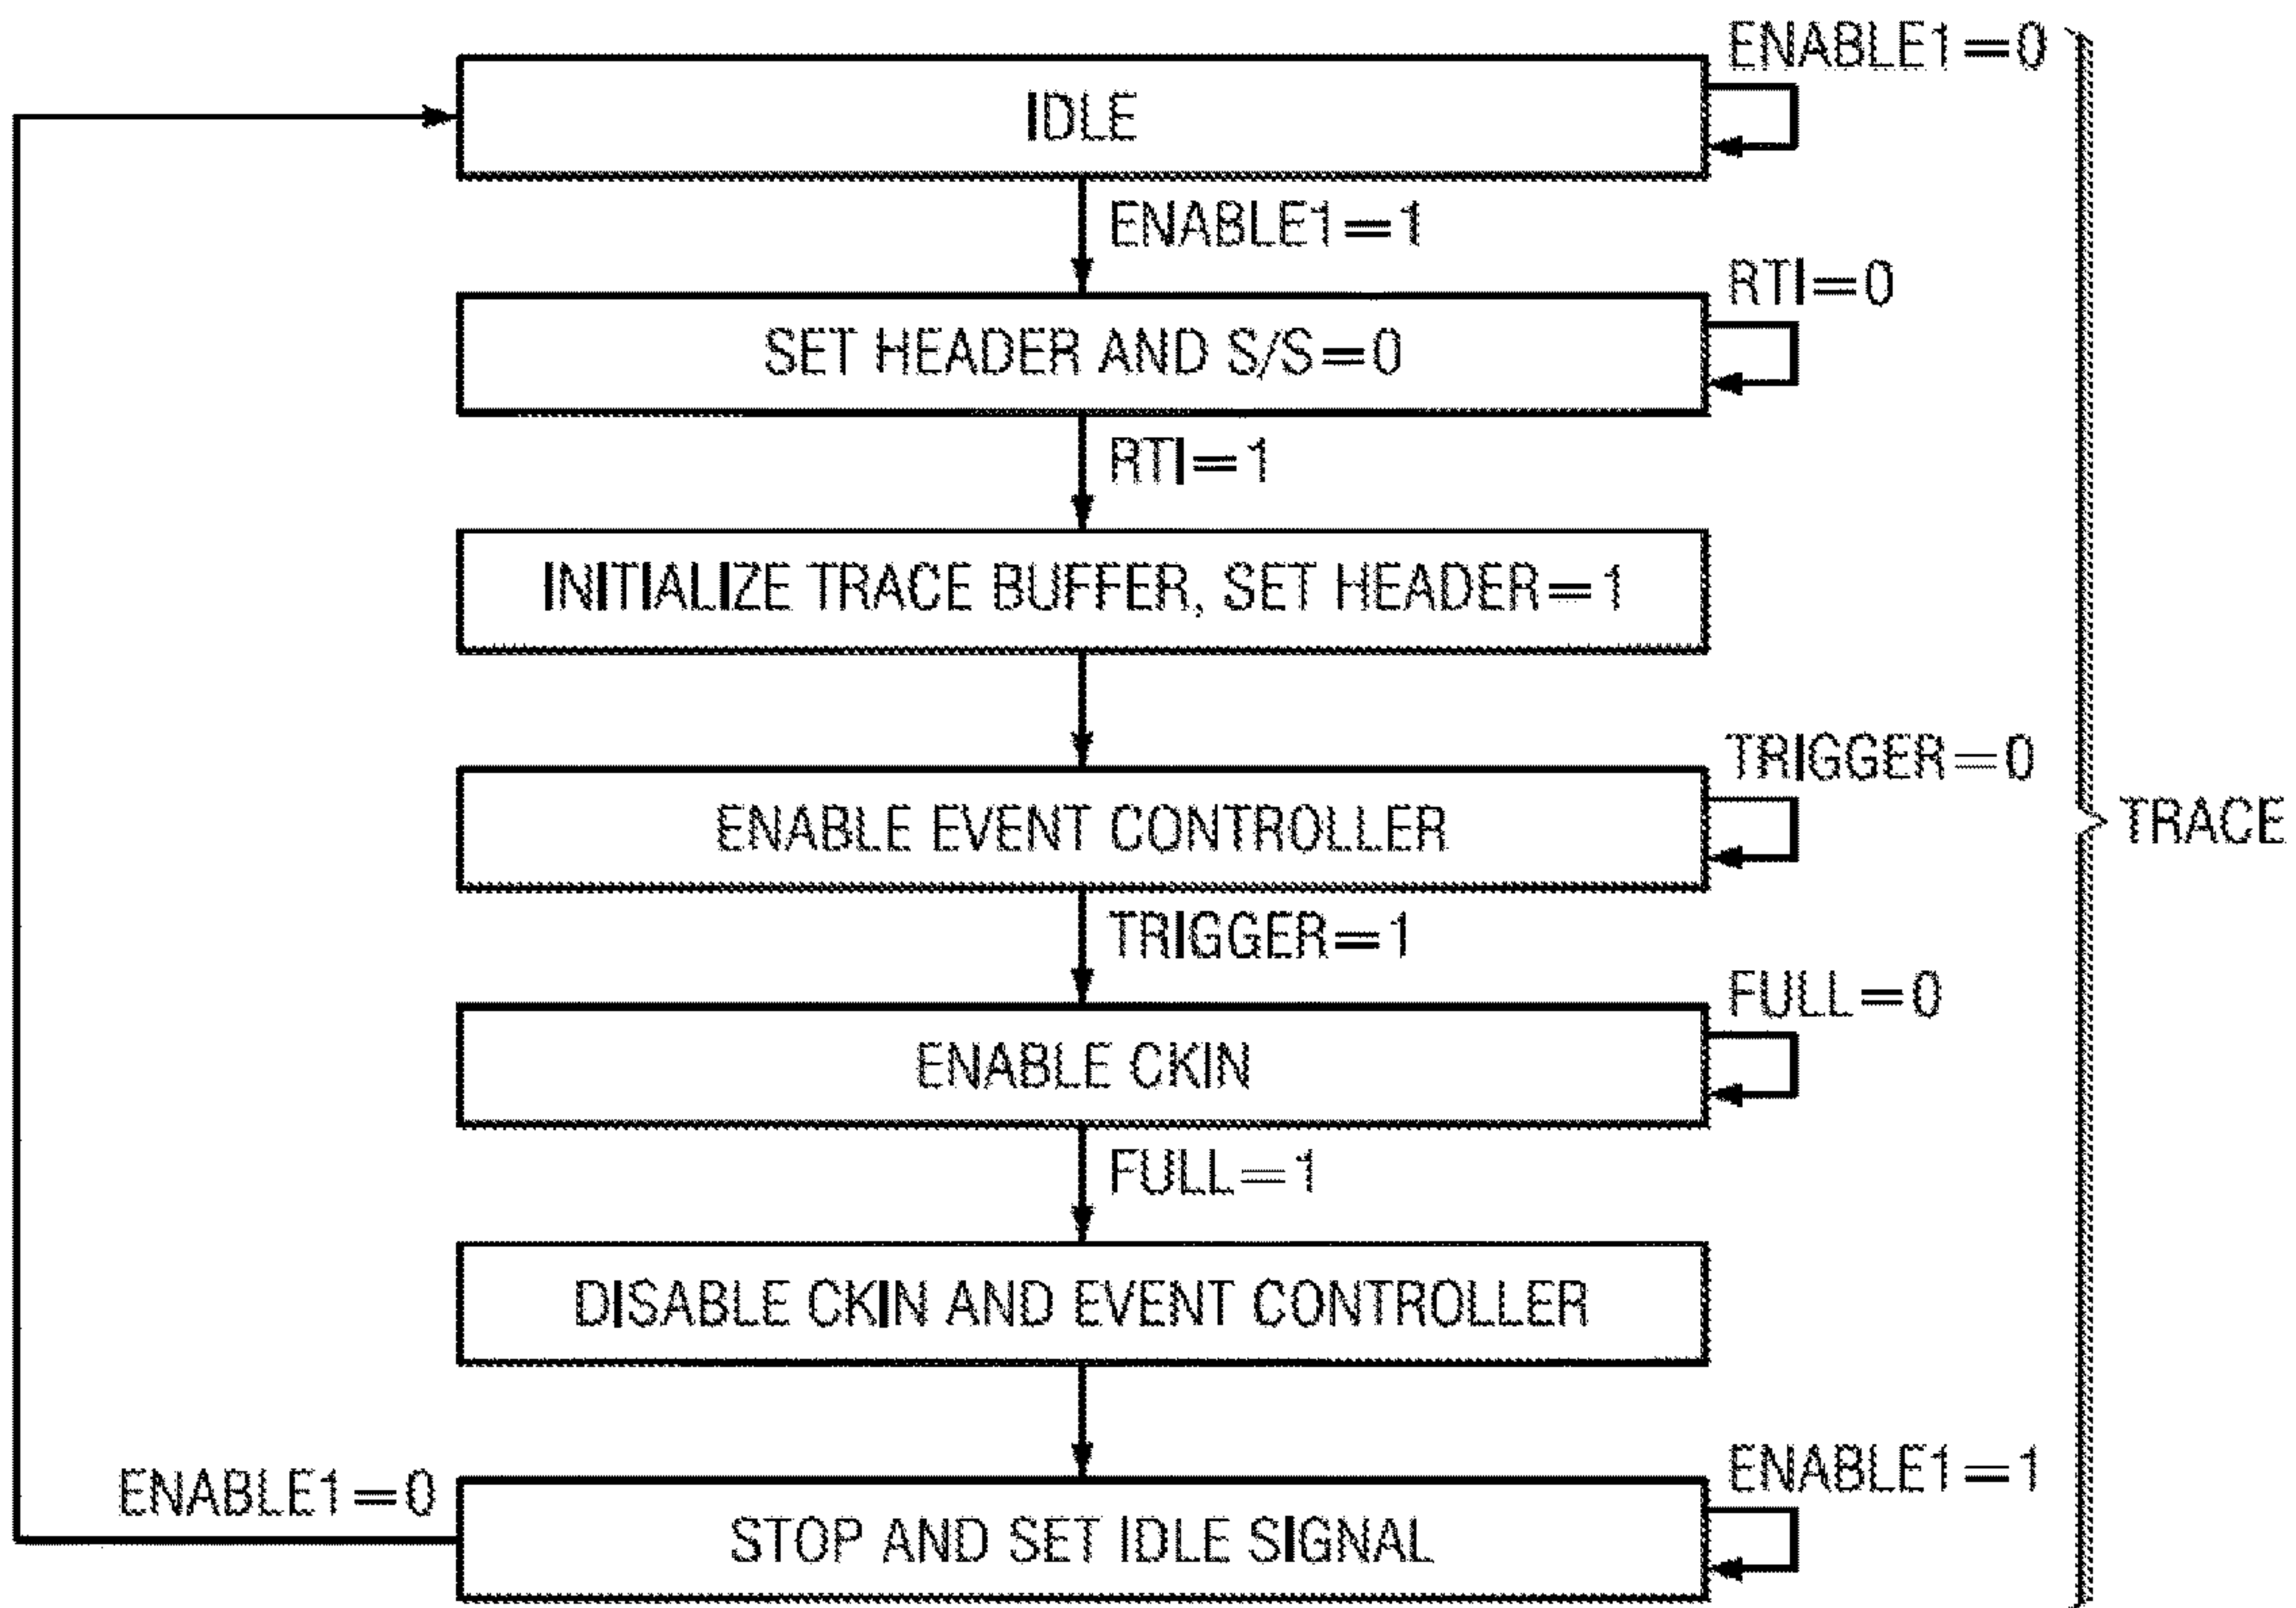 ENABLE1=0
IDLE
ENABLE1=1
RTI=0
SET HEADER AND S/S=0
RTI=1
INITIALIZE TRACE BUFFER, SET HEADER=1
TRIGGER=0
ENABLE EVENT CONTROLLER
TRACE
TRIGGER=1
FULL=0
ENABLE CKIN
FULL=1
DISABLE CKIN AND EVENT CONTROLLER
ENABLE1=1
ENABLE1=0
STOP AND SET IDLE SIGNAL